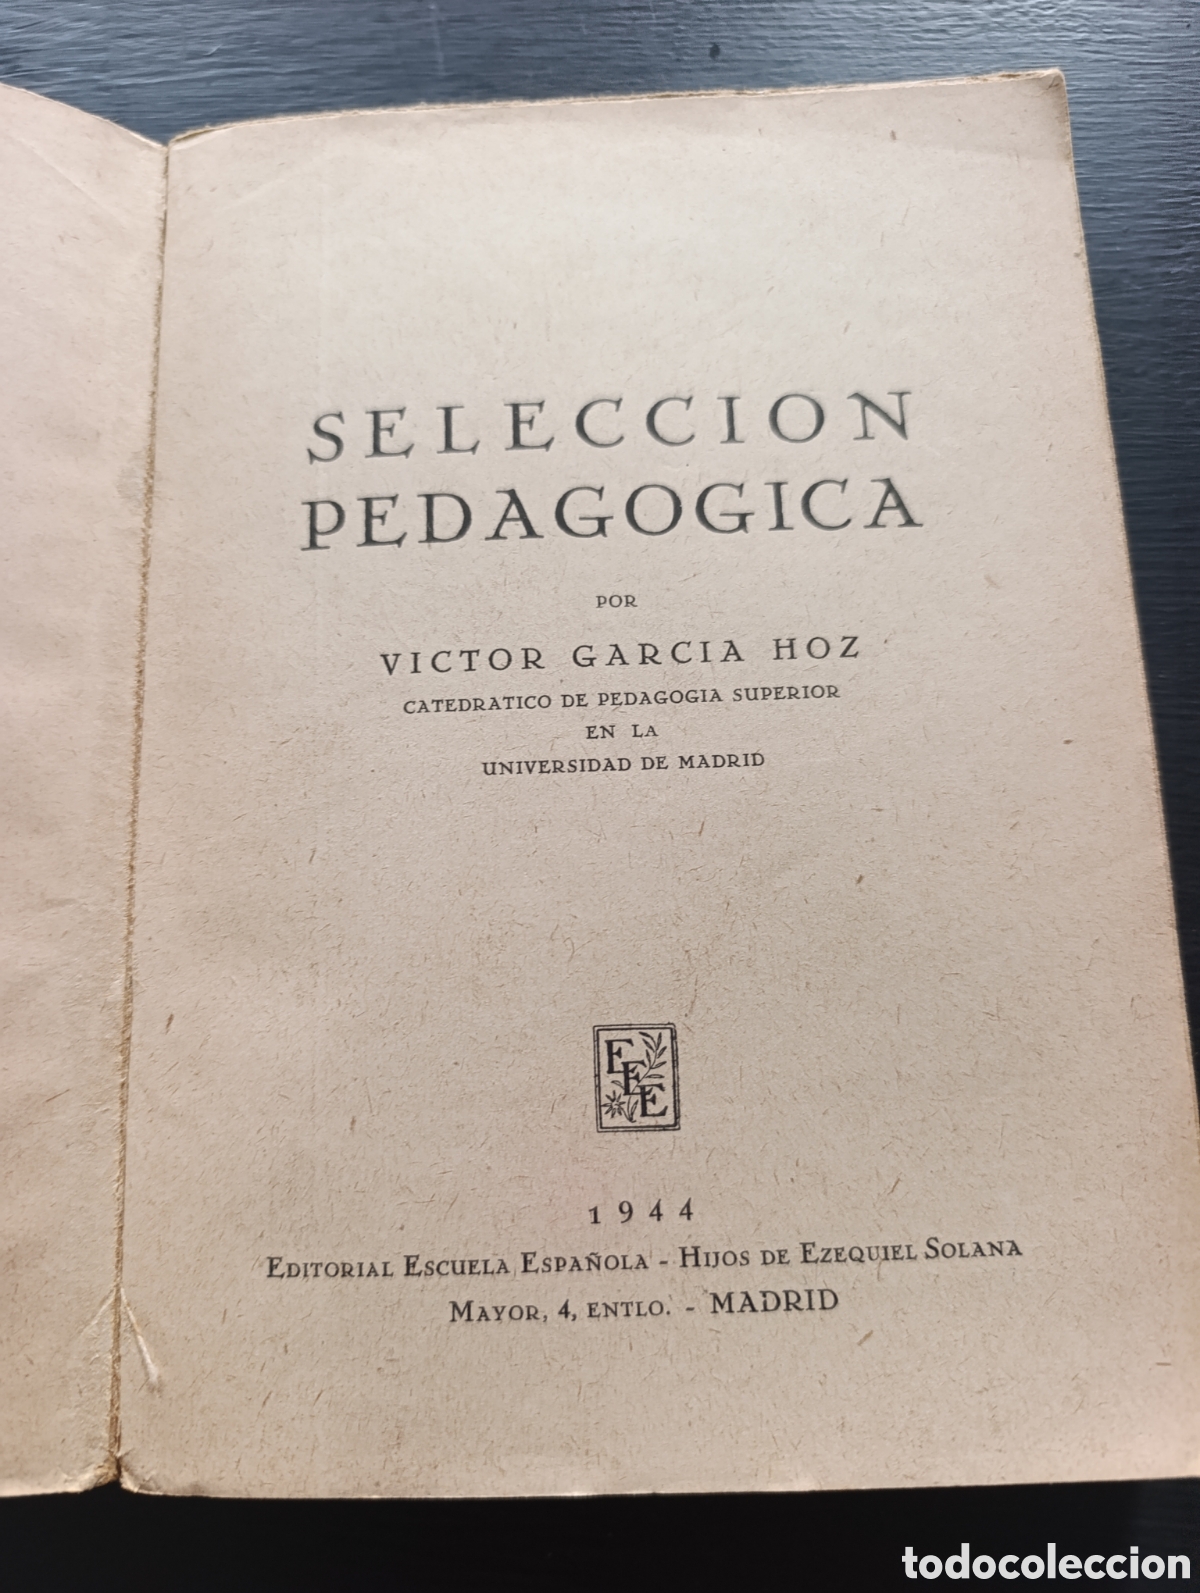 SELECCION
PEDAGOGICA
POR
VICTOR GARCIA HOZ
CATEDRATICO DE PEDAGOGIA SUPERIOR
EN LA
UNIVERSIDAD DE MADRID
E
E
E
1944
EDITORIAL ESCUELA ESPAÑOLA - HIJOS DE EZEQUIEL SOLANA
MAYOR, 4, ENTLO. - MADRID
todocoleccion